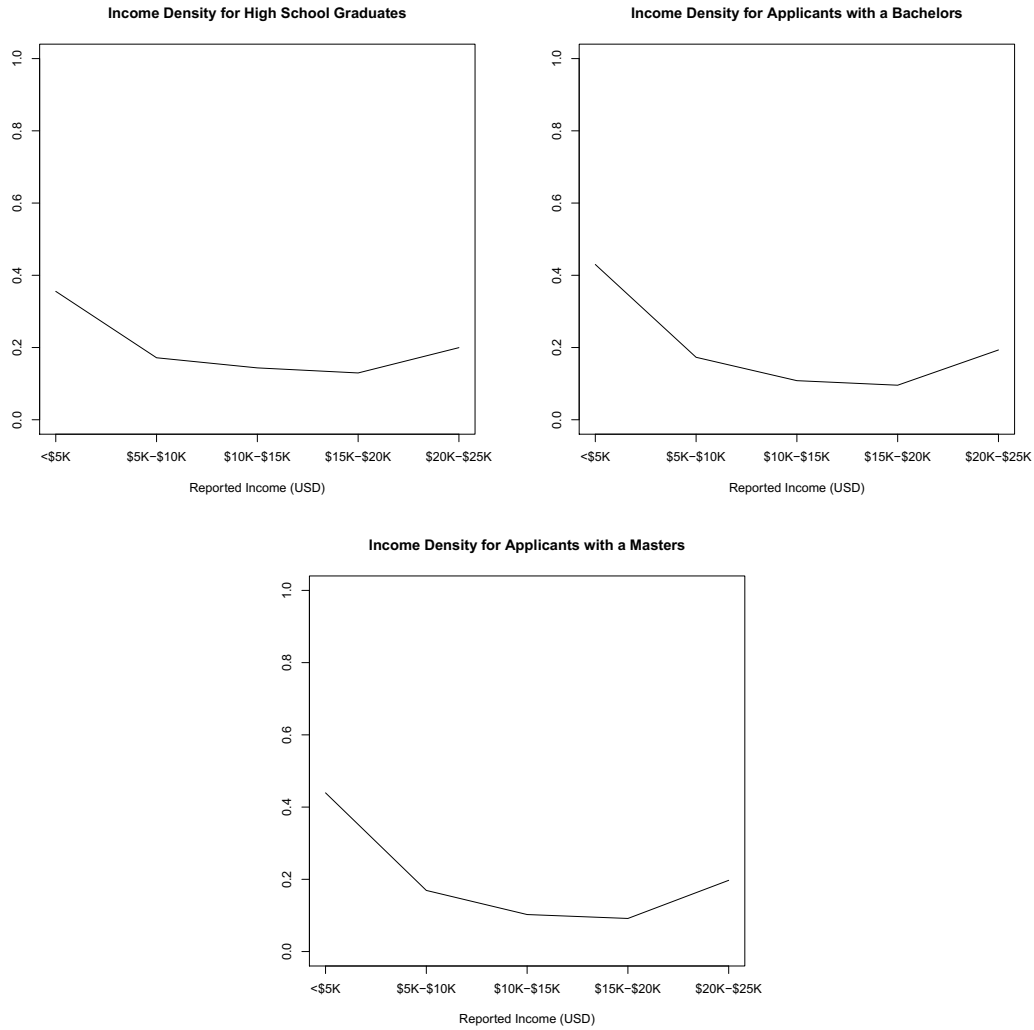 Income Density for High School Graduates
1.0
0.8
0.6
0.4
0.2
0.0
<$5K $5K−$10K $10K−$15K $15K−$20K $20K−$25K
Reported Income (USD)
Income Density for Applicants with a Bachelors
1.0
0.8
0.6
0.4
0.2
0.0
<$5K $5K−$10K $10K−$15K $15K−$20K $20K−$25K
Reported Income (USD)
Income Density for Applicants with a Masters
1.0
0.8
0.6
0.4
0.2
0.0
<$5K $5K−$10K $10K−$15K $15K−$20K $20K−$25K
Reported Income (USD)